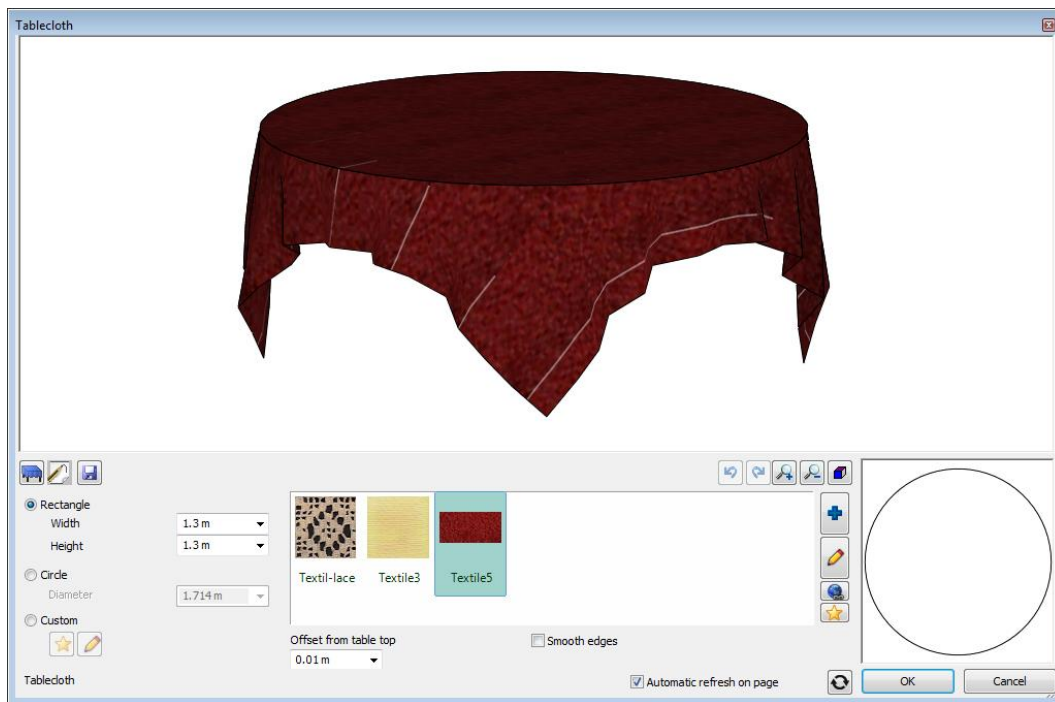 Tablecloth
Rectangle
Width 1.3 m
Height 1.3 m
Circle
Diameter 1.714 m
Custom
Textil-lace Textile3 Textile5
Offset from table top
0.01 m
Smooth edges
Tablecloth
Automatic refresh on page
OK Cancel